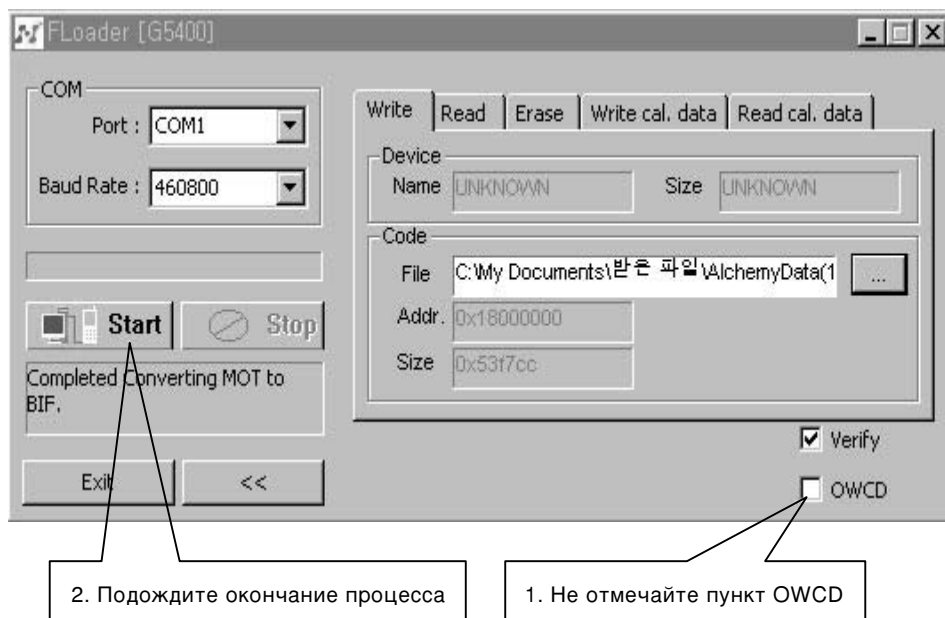 FLoader [G5400]
COM
Port : COM1
Baud Rate : 460800
Start Stop
Completed Converting MOT to
BIF.
Exit <<
Write Read Erase Write cal. data Read cal. data
Device
Name UNKNOWN Size UNKNOWN
Code
File C:\My Documents\받은 파일\AlchemyData(1 ...
Addr. 0x18000000
Size 0x53f7cc
Verify
OWCD
2. Подождите окончание процесса
1. Не отмечайте пункт OWCD